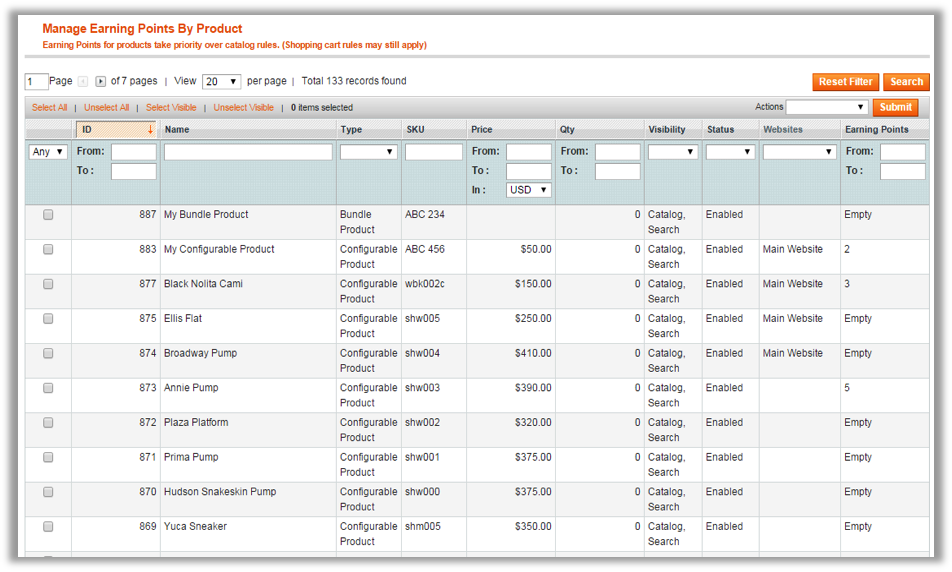 Manage Earning Points By Product
Earning Points for products take priority over catalog rules. (Shopping cart rules may still apply)
1 Page of 7 pages | View 20 per page | Total 133 records found Reset Filter Search
Select All | Unselect All | Select Visible | Unselect Visible | 0 items selected Actions Submit
ID Name Type SKU Price Qty Visibility Status Websites Earning Points
Any From: From: From: From:
To : To : To : To :
In : USD
887 My Bundle Product Bundle ABC 234 0 Catalog, Enabled Empty
Product Search
883 My Configurable Product Configurable ABC 456 $50.00 0 Catalog, Enabled Main Website 2
Product Search
877 Black Nolita Cami Configurable wbk002c $150.00 0 Catalog, Enabled Main Website 3
Product Search
875 Ellis Flat Configurable shw005 $250.00 0 Catalog, Enabled Main Website Empty
Product Search
874 Broadway Pump Configurable shw004 $410.00 0 Catalog, Enabled Main Website Empty
Product Search
873 Annie Pump Configurable shw003 $390.00 0 Catalog, Enabled 5
Product Search
872 Plaza Platform Configurable shw002 $320.00 0 Catalog, Enabled Empty
Product Search
871 Prima Pump Configurable shw001 $375.00 0 Catalog, Enabled Empty
Product Search
870 Hudson Snakeskin Pump Configurable shw000 $375.00 0 Catalog, Enabled Empty
Product Search
869 Yuca Sneaker Configurable shm005 $350.00 0 Catalog, Enabled Empty
Product Search